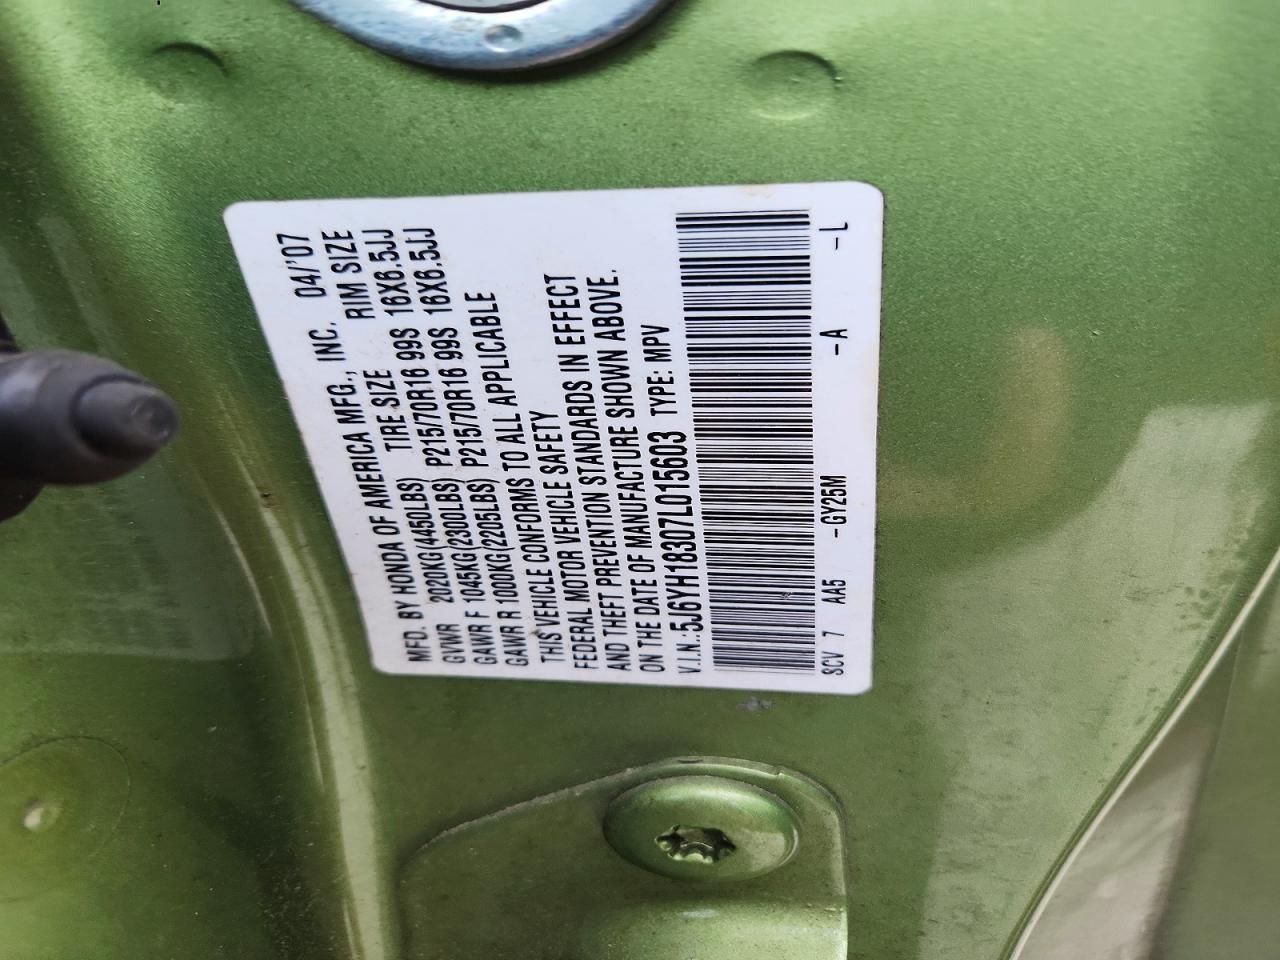 MFD. BY HONDA OF AMERICA MFG., INC. 04/'07
GVWR 2020KG(4450LBS) TIRE SIZE RIM SIZE
GAWR F 1045KG(2300LBS) P215/70R16 99S 16X6.5JJ
GAWR R 1000KG(2205LBS) P215/70R16 99S 16X6.5JJ
THIS VEHICLE CONFORMS TO ALL APPLICABLE
FEDERAL MOTOR VEHICLE SAFETY
AND THEFT PREVENTION STANDARDS IN EFFECT
ON THE DATE OF MANUFACTURE SHOWN ABOVE.
V.I.N.:5J6YH18307L015603 TYPE: MPV
SCV 7 AA5 -GY25M -A -L